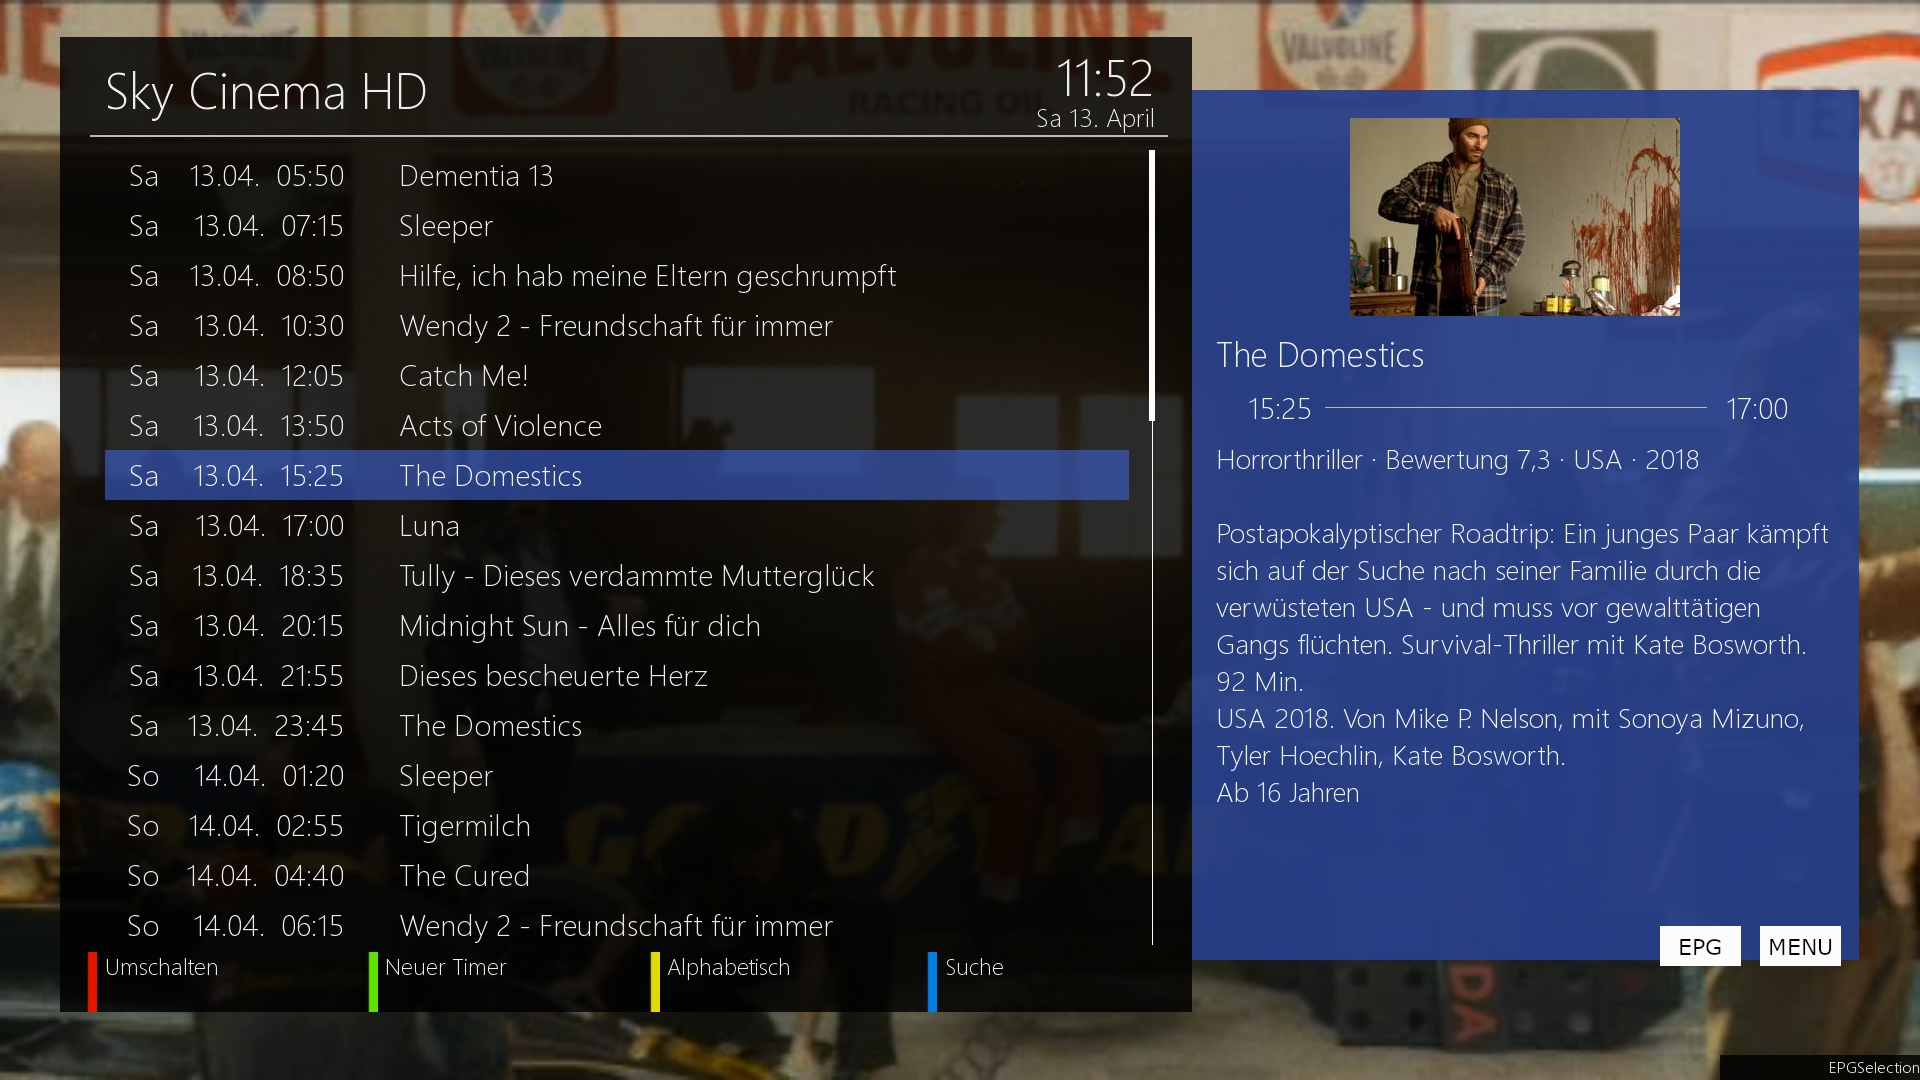 VALVOLINE
VALVOLINE
VALVOLINE
VALVOLINE
RACING OIL
TEXA
Sky Cinema HD
11:52
Sa 13. April
Sa 13.04. 05:50 Dementia 13
Sa 13.04. 07:15 Sleeper
Sa 13.04. 08:50 Hilfe, ich hab meine Eltern geschrumpft
Sa 13.04. 10:30 Wendy 2 - Freundschaft für immer
Sa 13.04. 12:05 Catch Me!
Sa 13.04. 13:50 Acts of Violence
Sa 13.04. 15:25 The Domestics
Sa 13.04. 17:00 Luna
Sa 13.04. 18:35 Tully - Dieses verdammte Mutterglück
Sa 13.04. 20:15 Midnight Sun - Alles für dich
Sa 13.04. 21:55 Dieses bescheuerte Herz
Sa 13.04. 23:45 The Domestics
So 14.04. 01:20 Sleeper
So 14.04. 02:55 Tigermilch
So 14.04. 04:40 The Cured
So 14.04. 06:15 Wendy 2 - Freundschaft für immer
Umschalten
Neuer Timer
Alphabetisch
Suche
The Domestics
15:25 17:00
Horrorthriller · Bewertung 7,3 · USA · 2018
Postapokalyptischer Roadtrip: Ein junges Paar kämpft
sich auf der Suche nach seiner Familie durch die
verwüsteten USA - und muss vor gewalttätigen
Gangs flüchten. Survival-Thriller mit Kate Bosworth.
92 Min.
USA 2018. Von Mike P. Nelson, mit Sonoya Mizuno,
Tyler Hoechlin, Kate Bosworth.
Ab 16 Jahren
EPG
MENU
EPGSelection